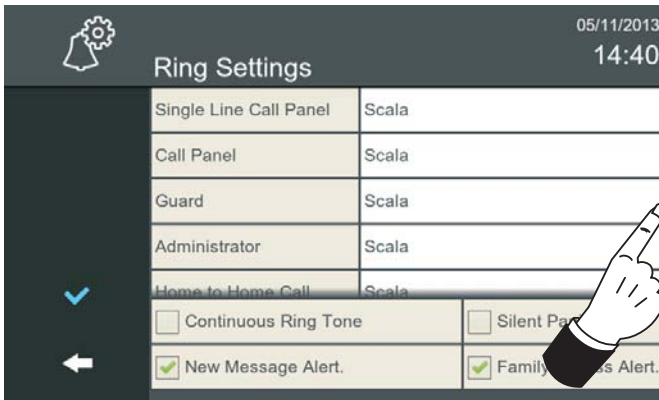 05/11/2013
14:40
Ring Settings
Single Line Call Panel Scala
Call Panel Scala
Guard Scala
Administrator Scala
Home to Home Call Scala
Continuous Ring Tone Silent
New Message Alert. Family Alert.